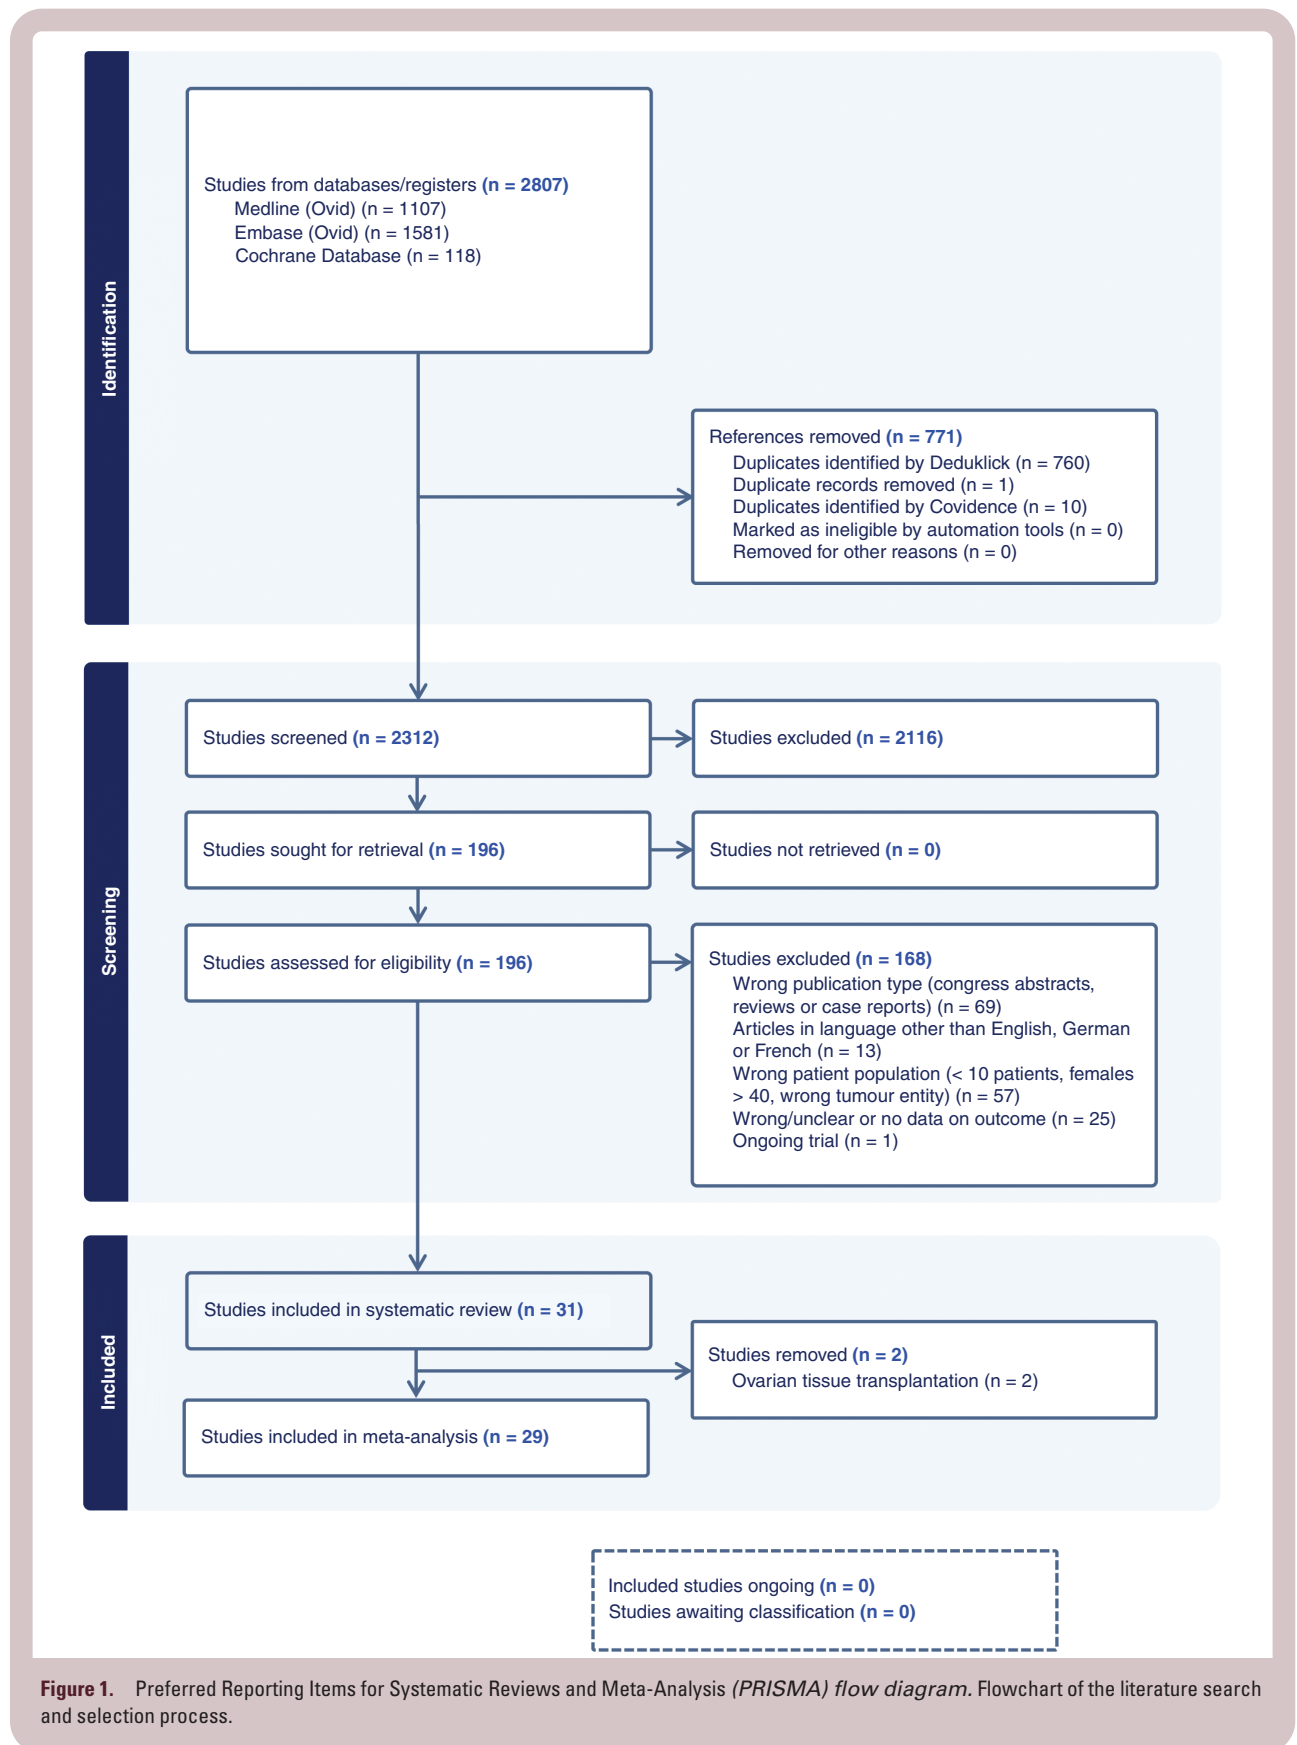 Identification
Studies from databases/registers (n = 2807)
Medline (Ovid) (n = 1107)
Embase (Ovid) (n = 1581)
Cochrane Database (n = 118)
References removed (n = 771)
Duplicates identified by Deduklick (n = 760)
Duplicate records removed (n = 1)
Duplicates identified by Covidence (n = 10)
Marked as ineligible by automation tools (n = 0)
Removed for other reasons (n = 0)
Screening
Studies screened (n = 2312)
Studies excluded (n = 2116)
Studies sought for retrieval (n = 196)
Studies not retrieved (n = 0)
Studies assessed for eligibility (n = 196)
Studies excluded (n = 168)
Wrong publication type (congress abstracts,
reviews or case reports) (n = 69)
Articles in language other than English, German
or French (n = 13)
Wrong patient population (< 10 patients, females
> 40, wrong tumour entity) (n = 57)
Wrong/unclear or no data on outcome (n = 25)
Ongoing trial (n = 1)
Included
Studies included in systematic review (n = 31)
Studies removed (n = 2)
Ovarian tissue transplantation (n = 2)
Studies included in meta-analysis (n = 29)
Included studies ongoing (n = 0)
Studies awaiting classification (n = 0)
Figure 1. Preferred Reporting Items for Systematic Reviews and Meta-Analysis (PRISMA) flow diagram. Flowchart of the literature search
and selection process.